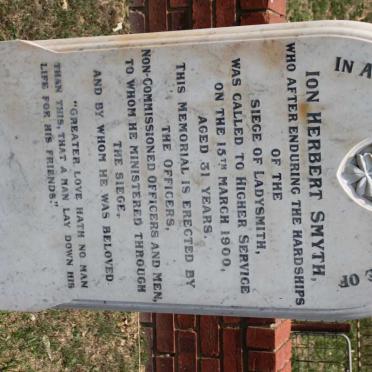 IN
OF
ION HERBERT SMYTH,
WHO AFTER ENDURING THE HARDSHIPS
OF THE
SIEGE OF LADYSMITH,
WAS CALLED TO HIGHER SERVICE
ON THE 15TH MARCH 1900,
AGED 31 YEARS.
THIS MEMORIAL IS ERECTED BY
THE OFFICERS,
NON-COMMISSIONED OFFICERS AND MEN,
TO WHOM HE MINISTERED THROUGH
THE SIEGE,
AND BY WHOM HE WAS BELOVED.
"GREATER LOVE HATH NO MAN
THAN THIS, THAT A MAN LAY DOWN HIS
LIFE FOR HIS FRIENDS."